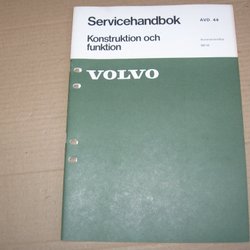 Servicehandbok
AVD. 44
Konstruktion och
funktion
VOLVO